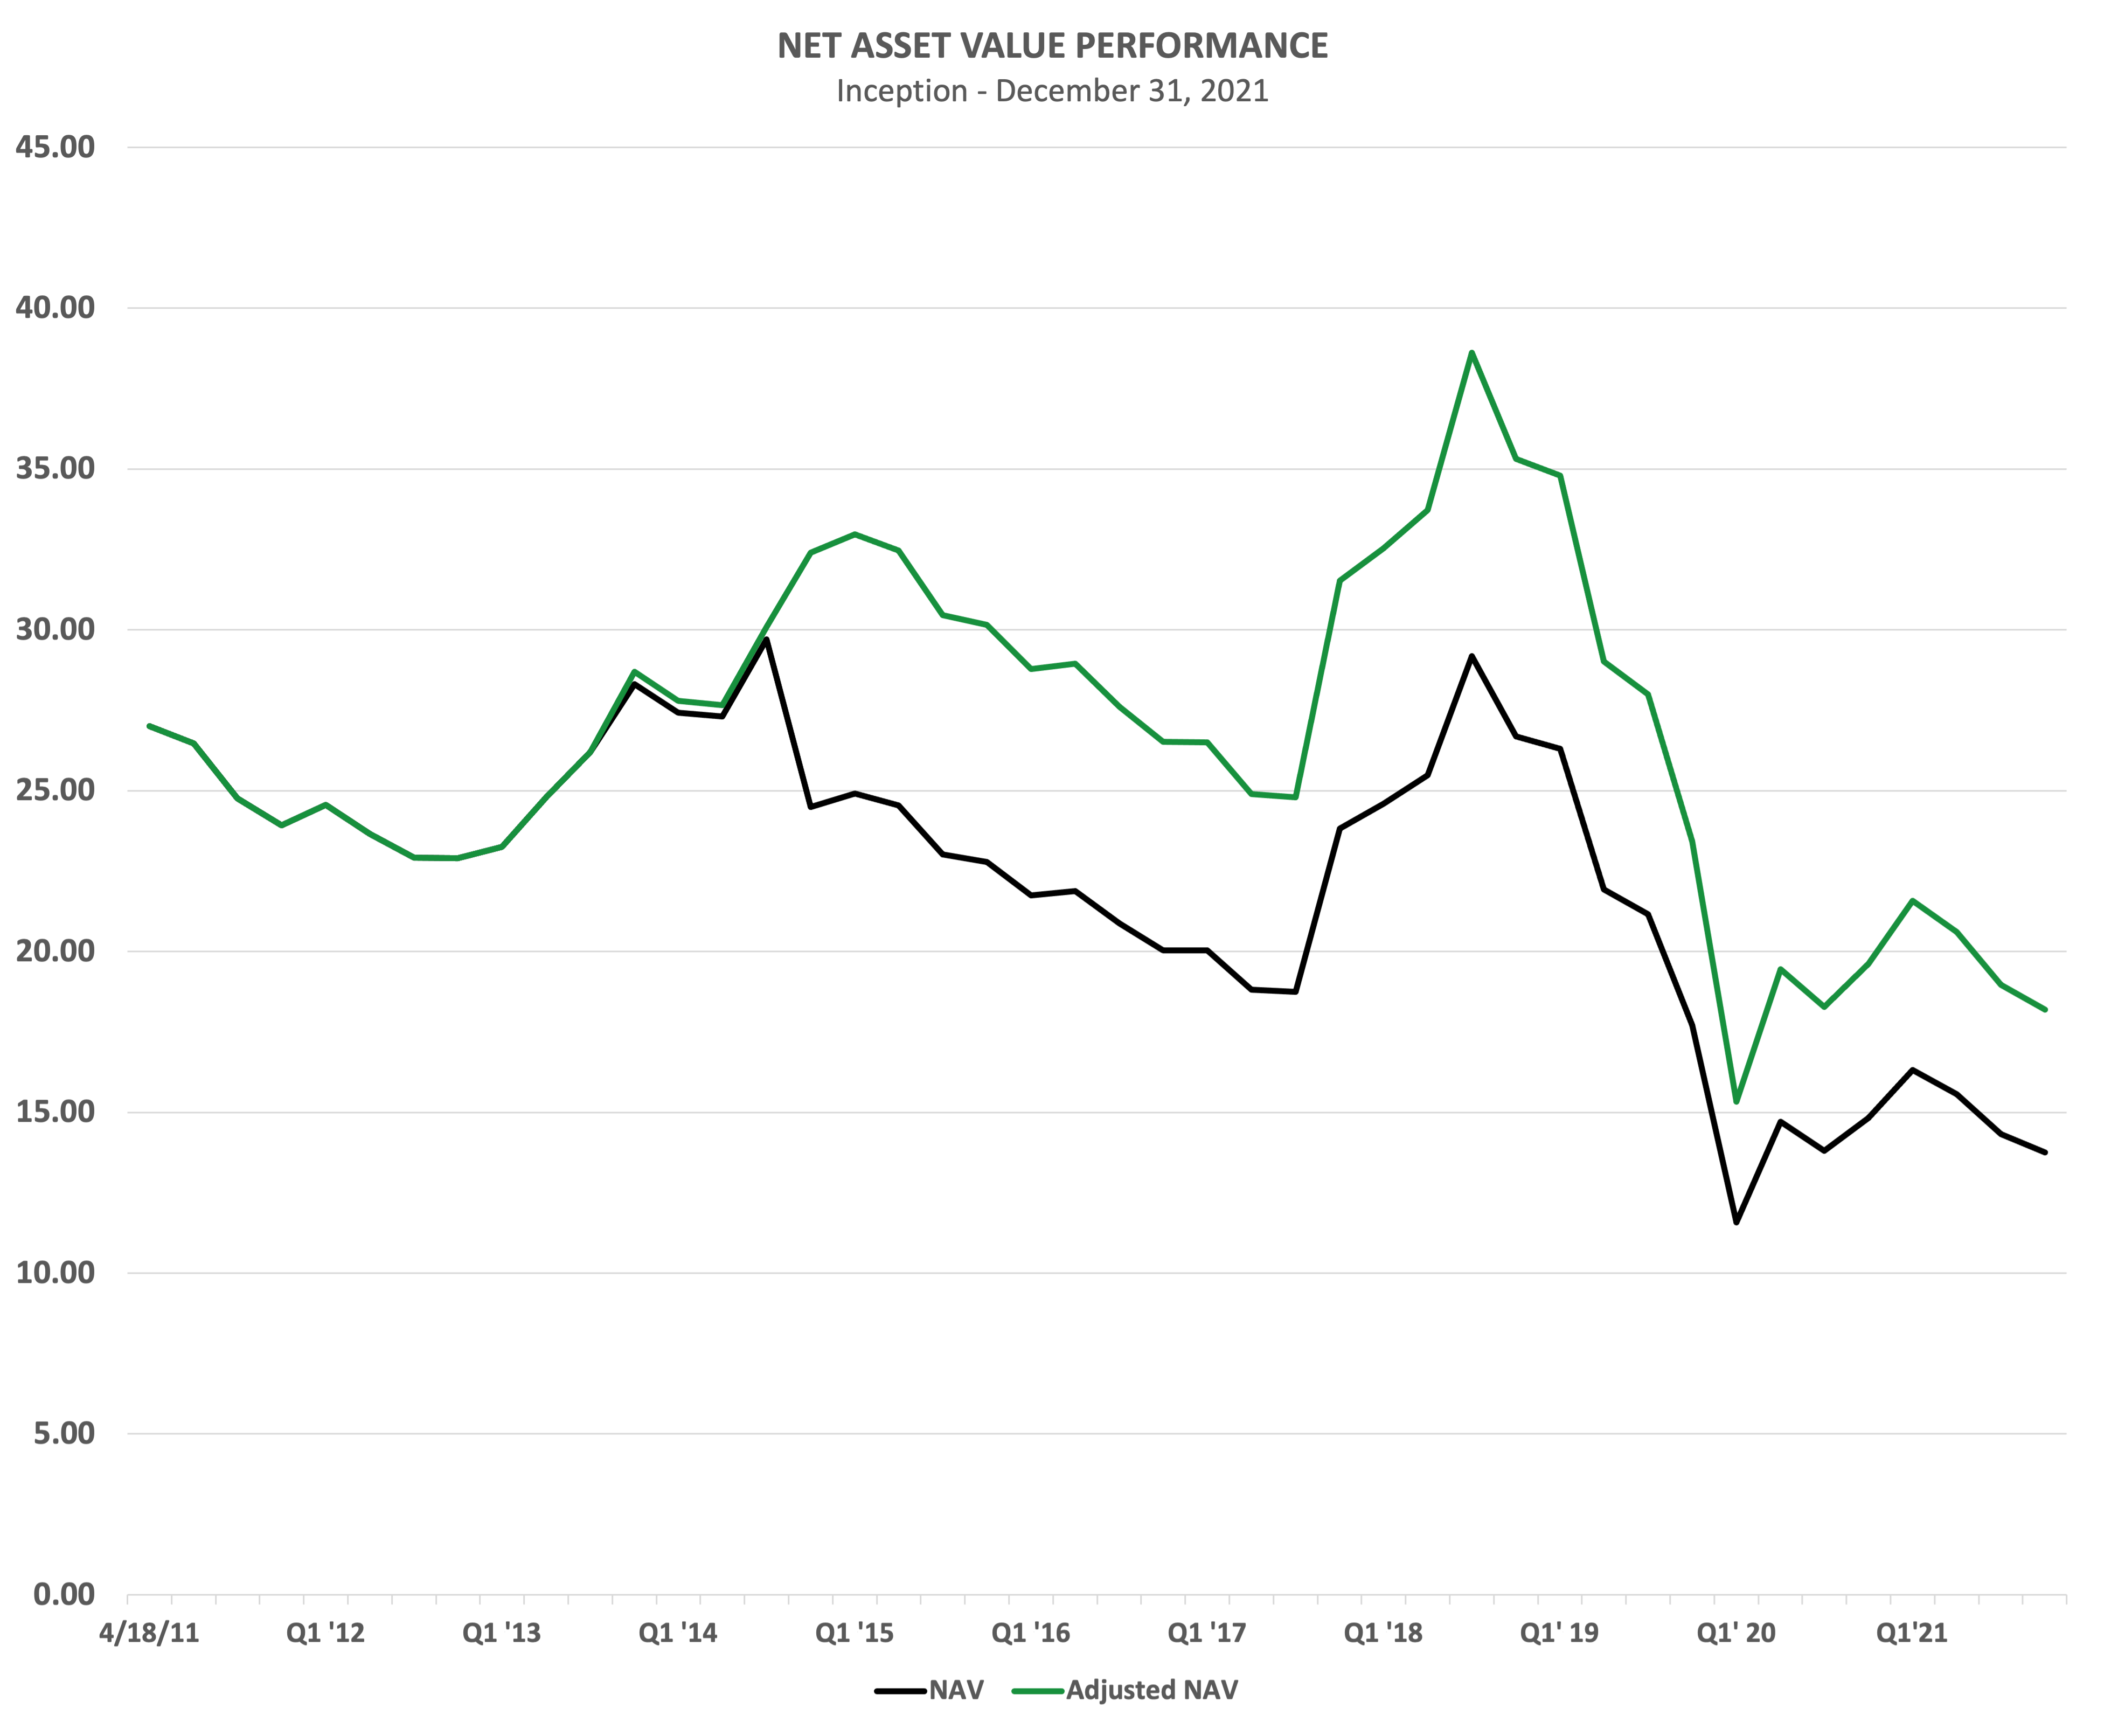 NET ASSET VALUE PERFORMANCE
Inception - December 31, 2021
45.00
40.00
35.00
30.00
25.00
20.00
15.00
10.00
5.00
0.00
4/18/11 Q1 '12 Q1 '13 Q1 '14 Q1 '15 Q1 '16 Q1 '17 Q1 '18 Q1' 19 Q1' 20 Q1'21
NAV Adjusted NAV